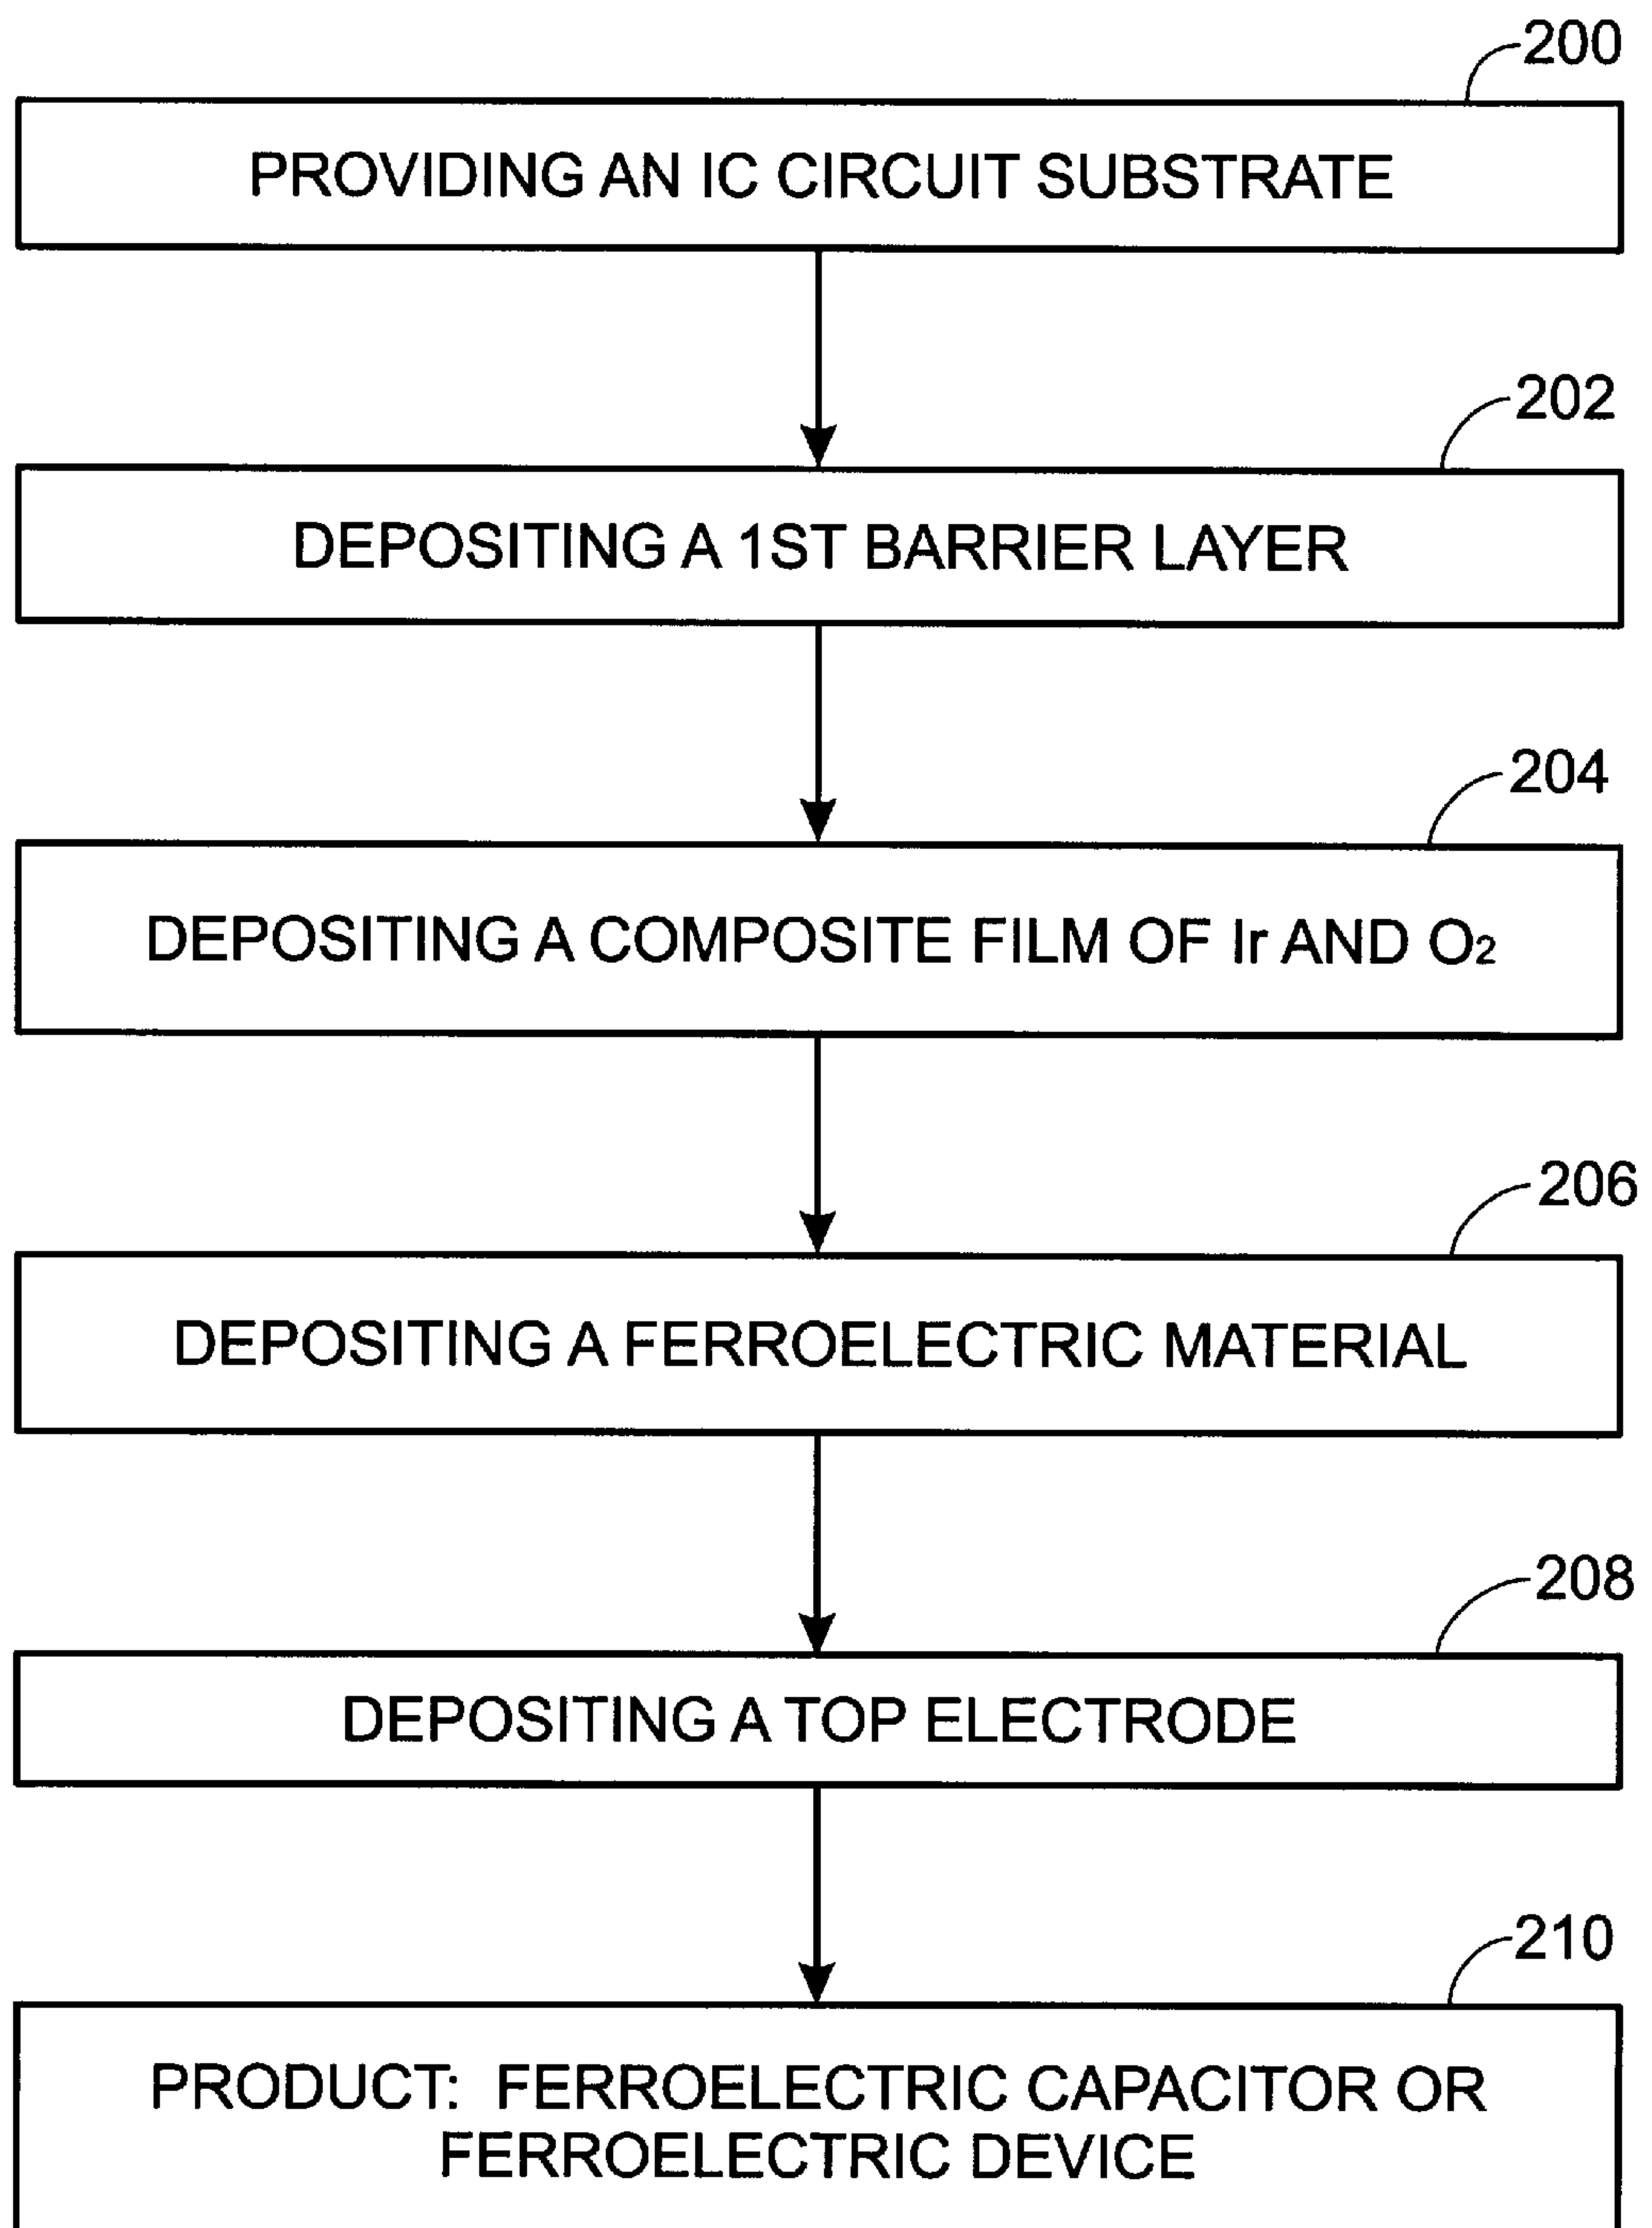 200
PROVIDING AN IC CIRCUIT SUBSTRATE
202
DEPOSITING A 1ST BARRIER LAYER
204
DEPOSITING A COMPOSITE FILM OF Ir AND O₂
206
DEPOSITING A FERROELECTRIC MATERIAL
208
DEPOSITING A TOP ELECTRODE
210
PRODUCT: FERROELECTRIC CAPACITOR OR
FERROELECTRIC DEVICE